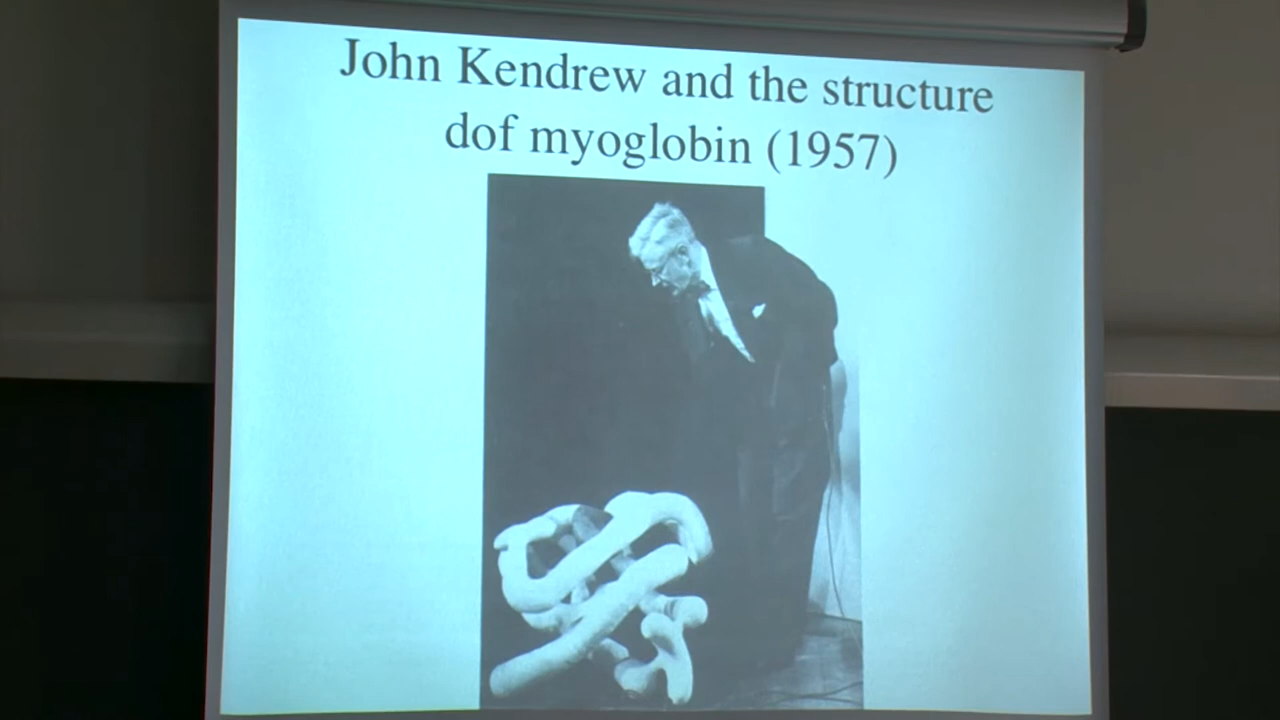 John Kendrew and the structure
dof myoglobin (1957)